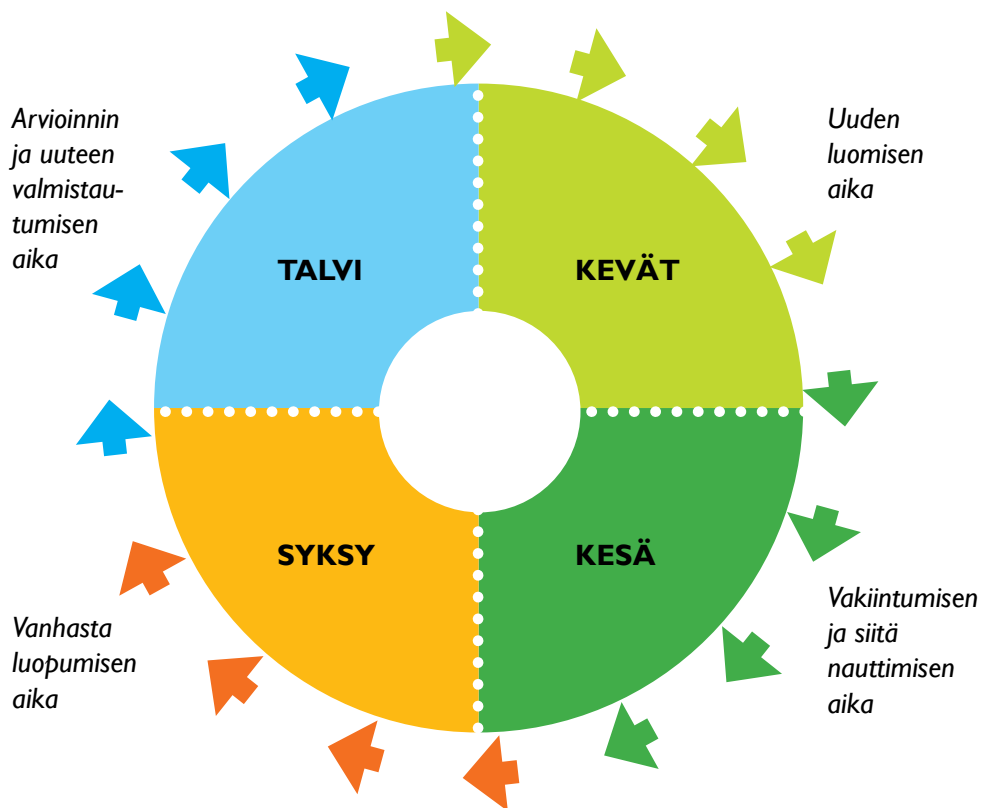 Arvioinnin
ja uuteen
valmistau-
tumisen
aika
Uuden
luomisen
aika
TALVI
KEVÄT
SYKSY
KESÄ
Vanhasta
luopumisen
aika
Vakiintumisen
ja siitä
nauttimisen
aika